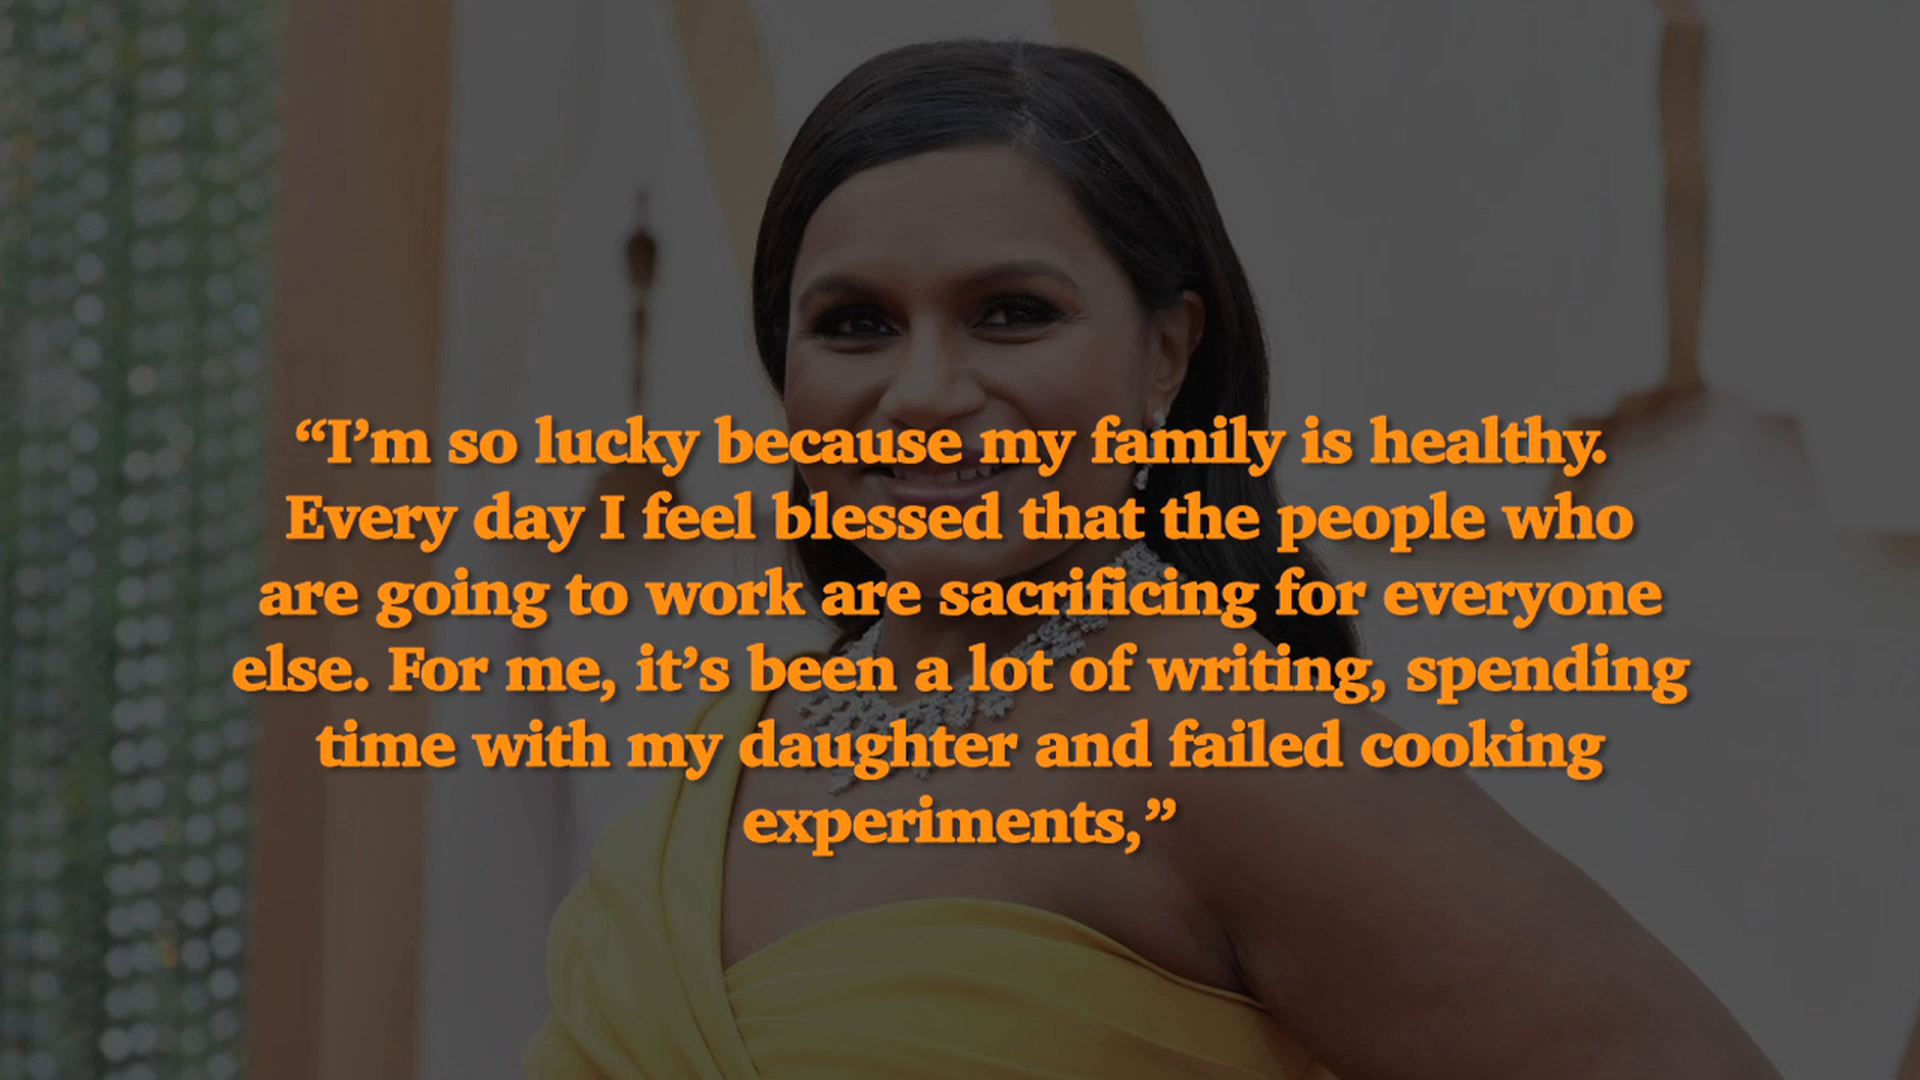 “I’m so lucky because my family is healthy.
Every day I feel blessed that the people who
are going to work are sacrificing for everyone
else. For me, it’s been a lot of writing, spending
time with my daughter and failed cooking
experiments,”